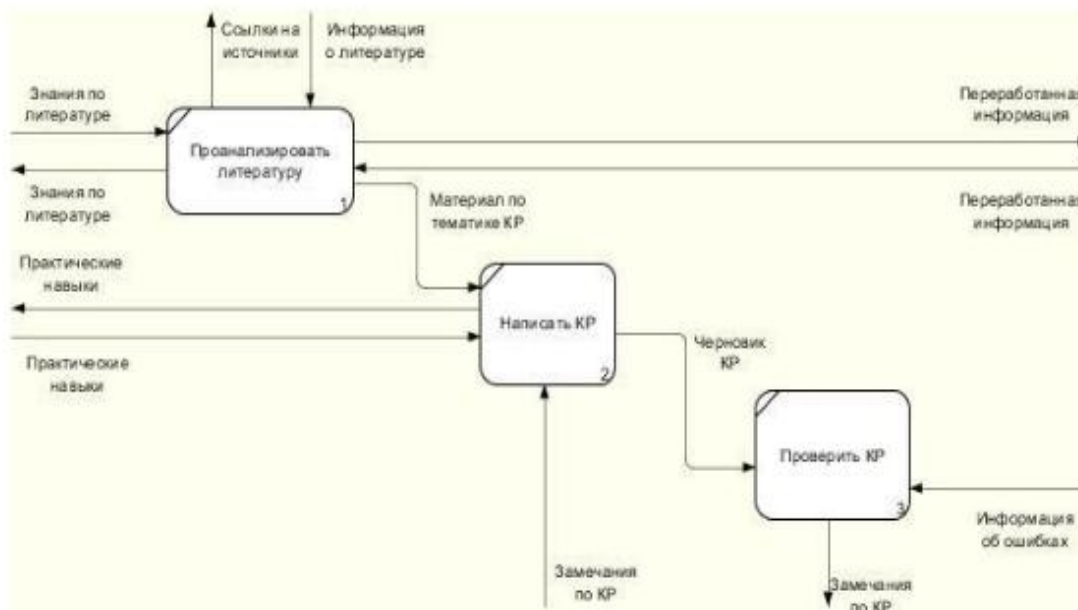 Ссылки на
источники
Информация
о литературе
Знания по
литературе
Переработанная
информация
Проанализировать
литературу
1
Знания по
литературе
Материал по
тематике КР
Переработанная
информация
Практические
навыки
Написать КР
2
Практические
навыки
Черновик
КР
Проверить КР
3
Информация
об ошибках
Замечания
по КР
Замечания
по КР